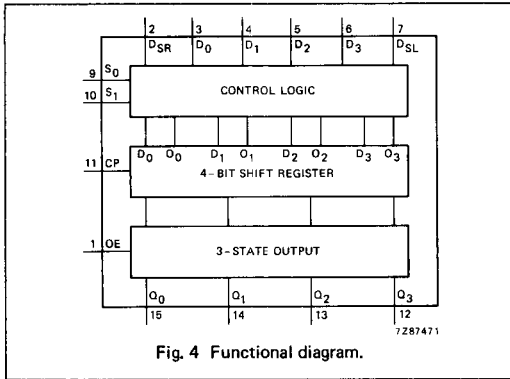 2 3 4 5 6 7
DSR D0 D1 D2 D3 DSL
9 S0
10 S1
CONTROL LOGIC
D0 O0 D1 O1 D2 O2 D3 O3
11 CP
4-BIT SHIFT REGISTER
1 OE
3-STATE OUTPUT
Q0 Q1 Q2 Q3
15 14 13 12
7Z87471
Fig. 4 Functional diagram.